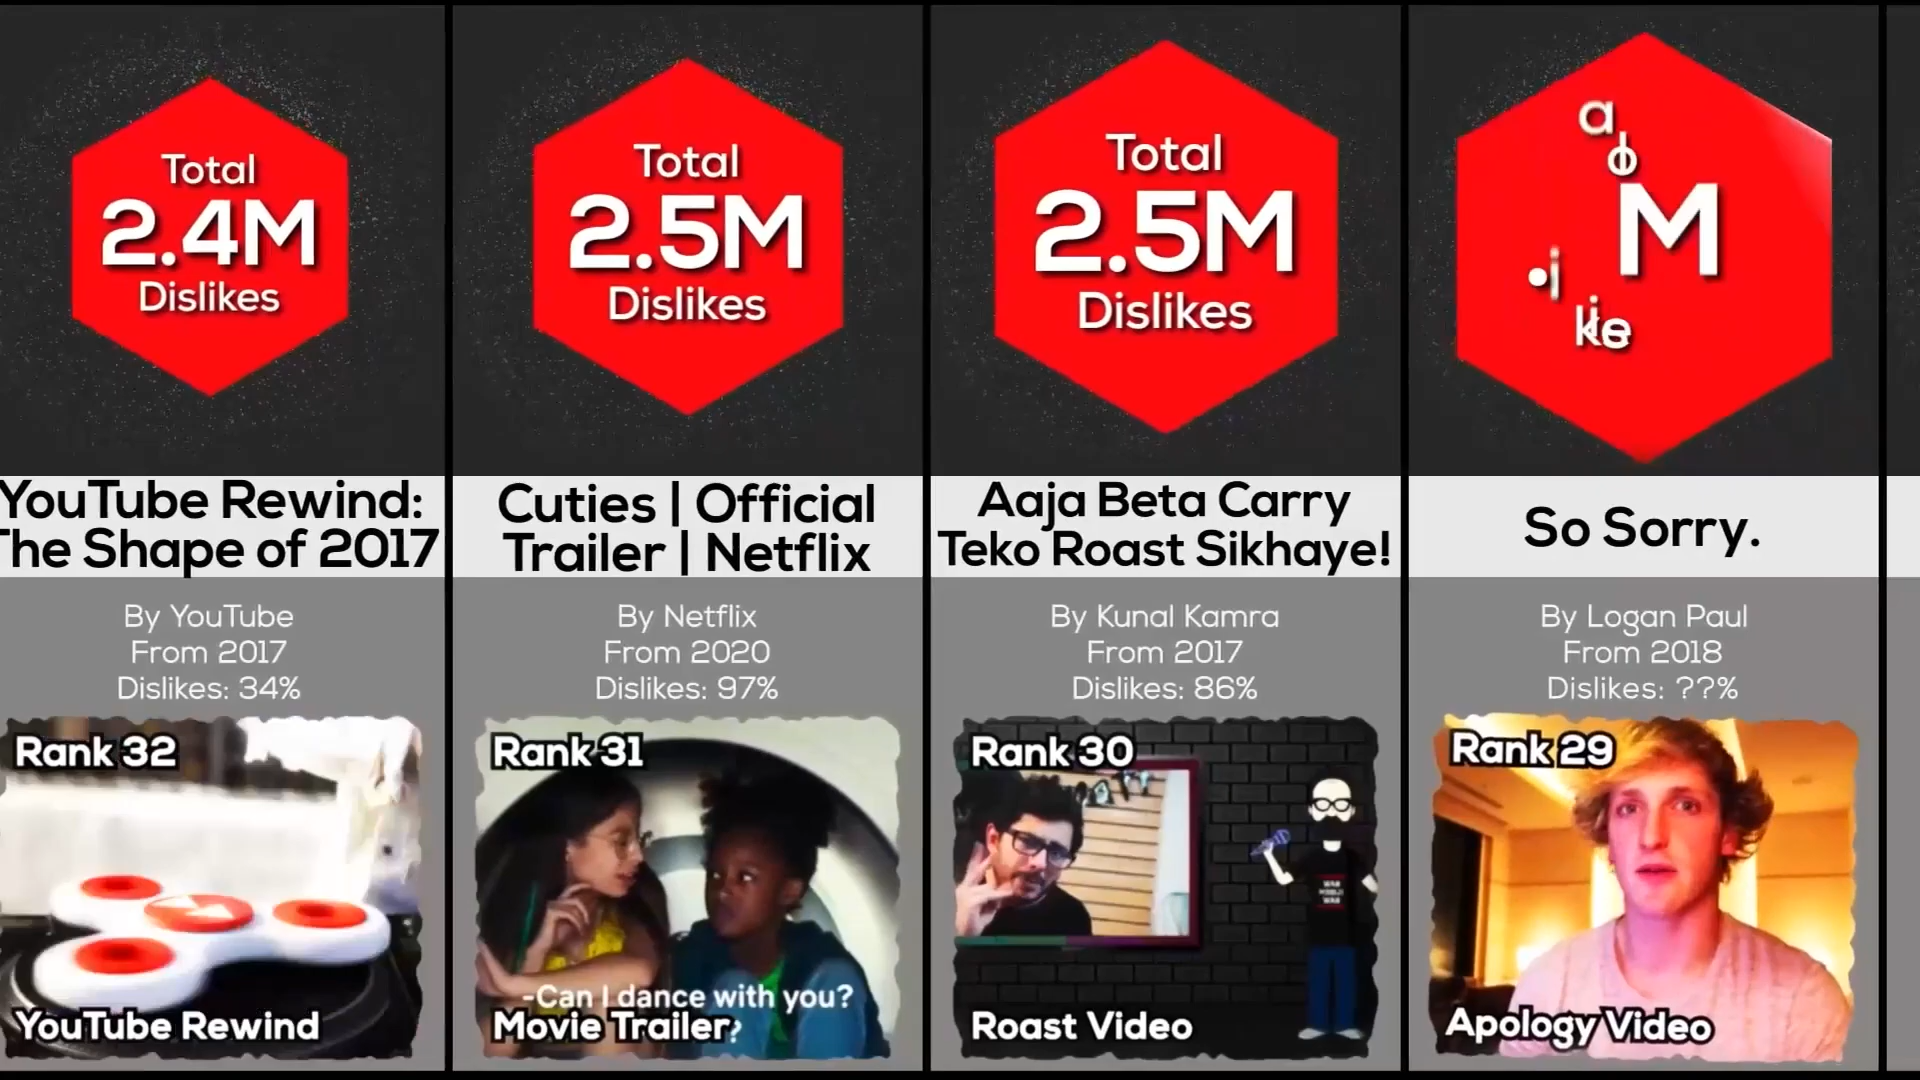 Total
2.4M
Dislikes
YouTube Rewind:
The Shape of 2017
By YouTube
From 2017
Dislikes: 34%
Rank 32
YouTube Rewind
Total
2.5M
Dislikes
Cuties | Official
Trailer | Netflix
By Netflix
From 2020
Dislikes: 97%
Rank 31
-Can I dance with you?
Movie Trailer
Total
2.5M
Dislikes
Aaja Beta Carry
Teko Roast Sikhaye!
By Kunal Kamra
From 2017
Dislikes: 86%
Rank 30
Roast Video
M
So Sorry.
By Logan Paul
From 2018
Dislikes: ??%
Rank 29
Apology Video